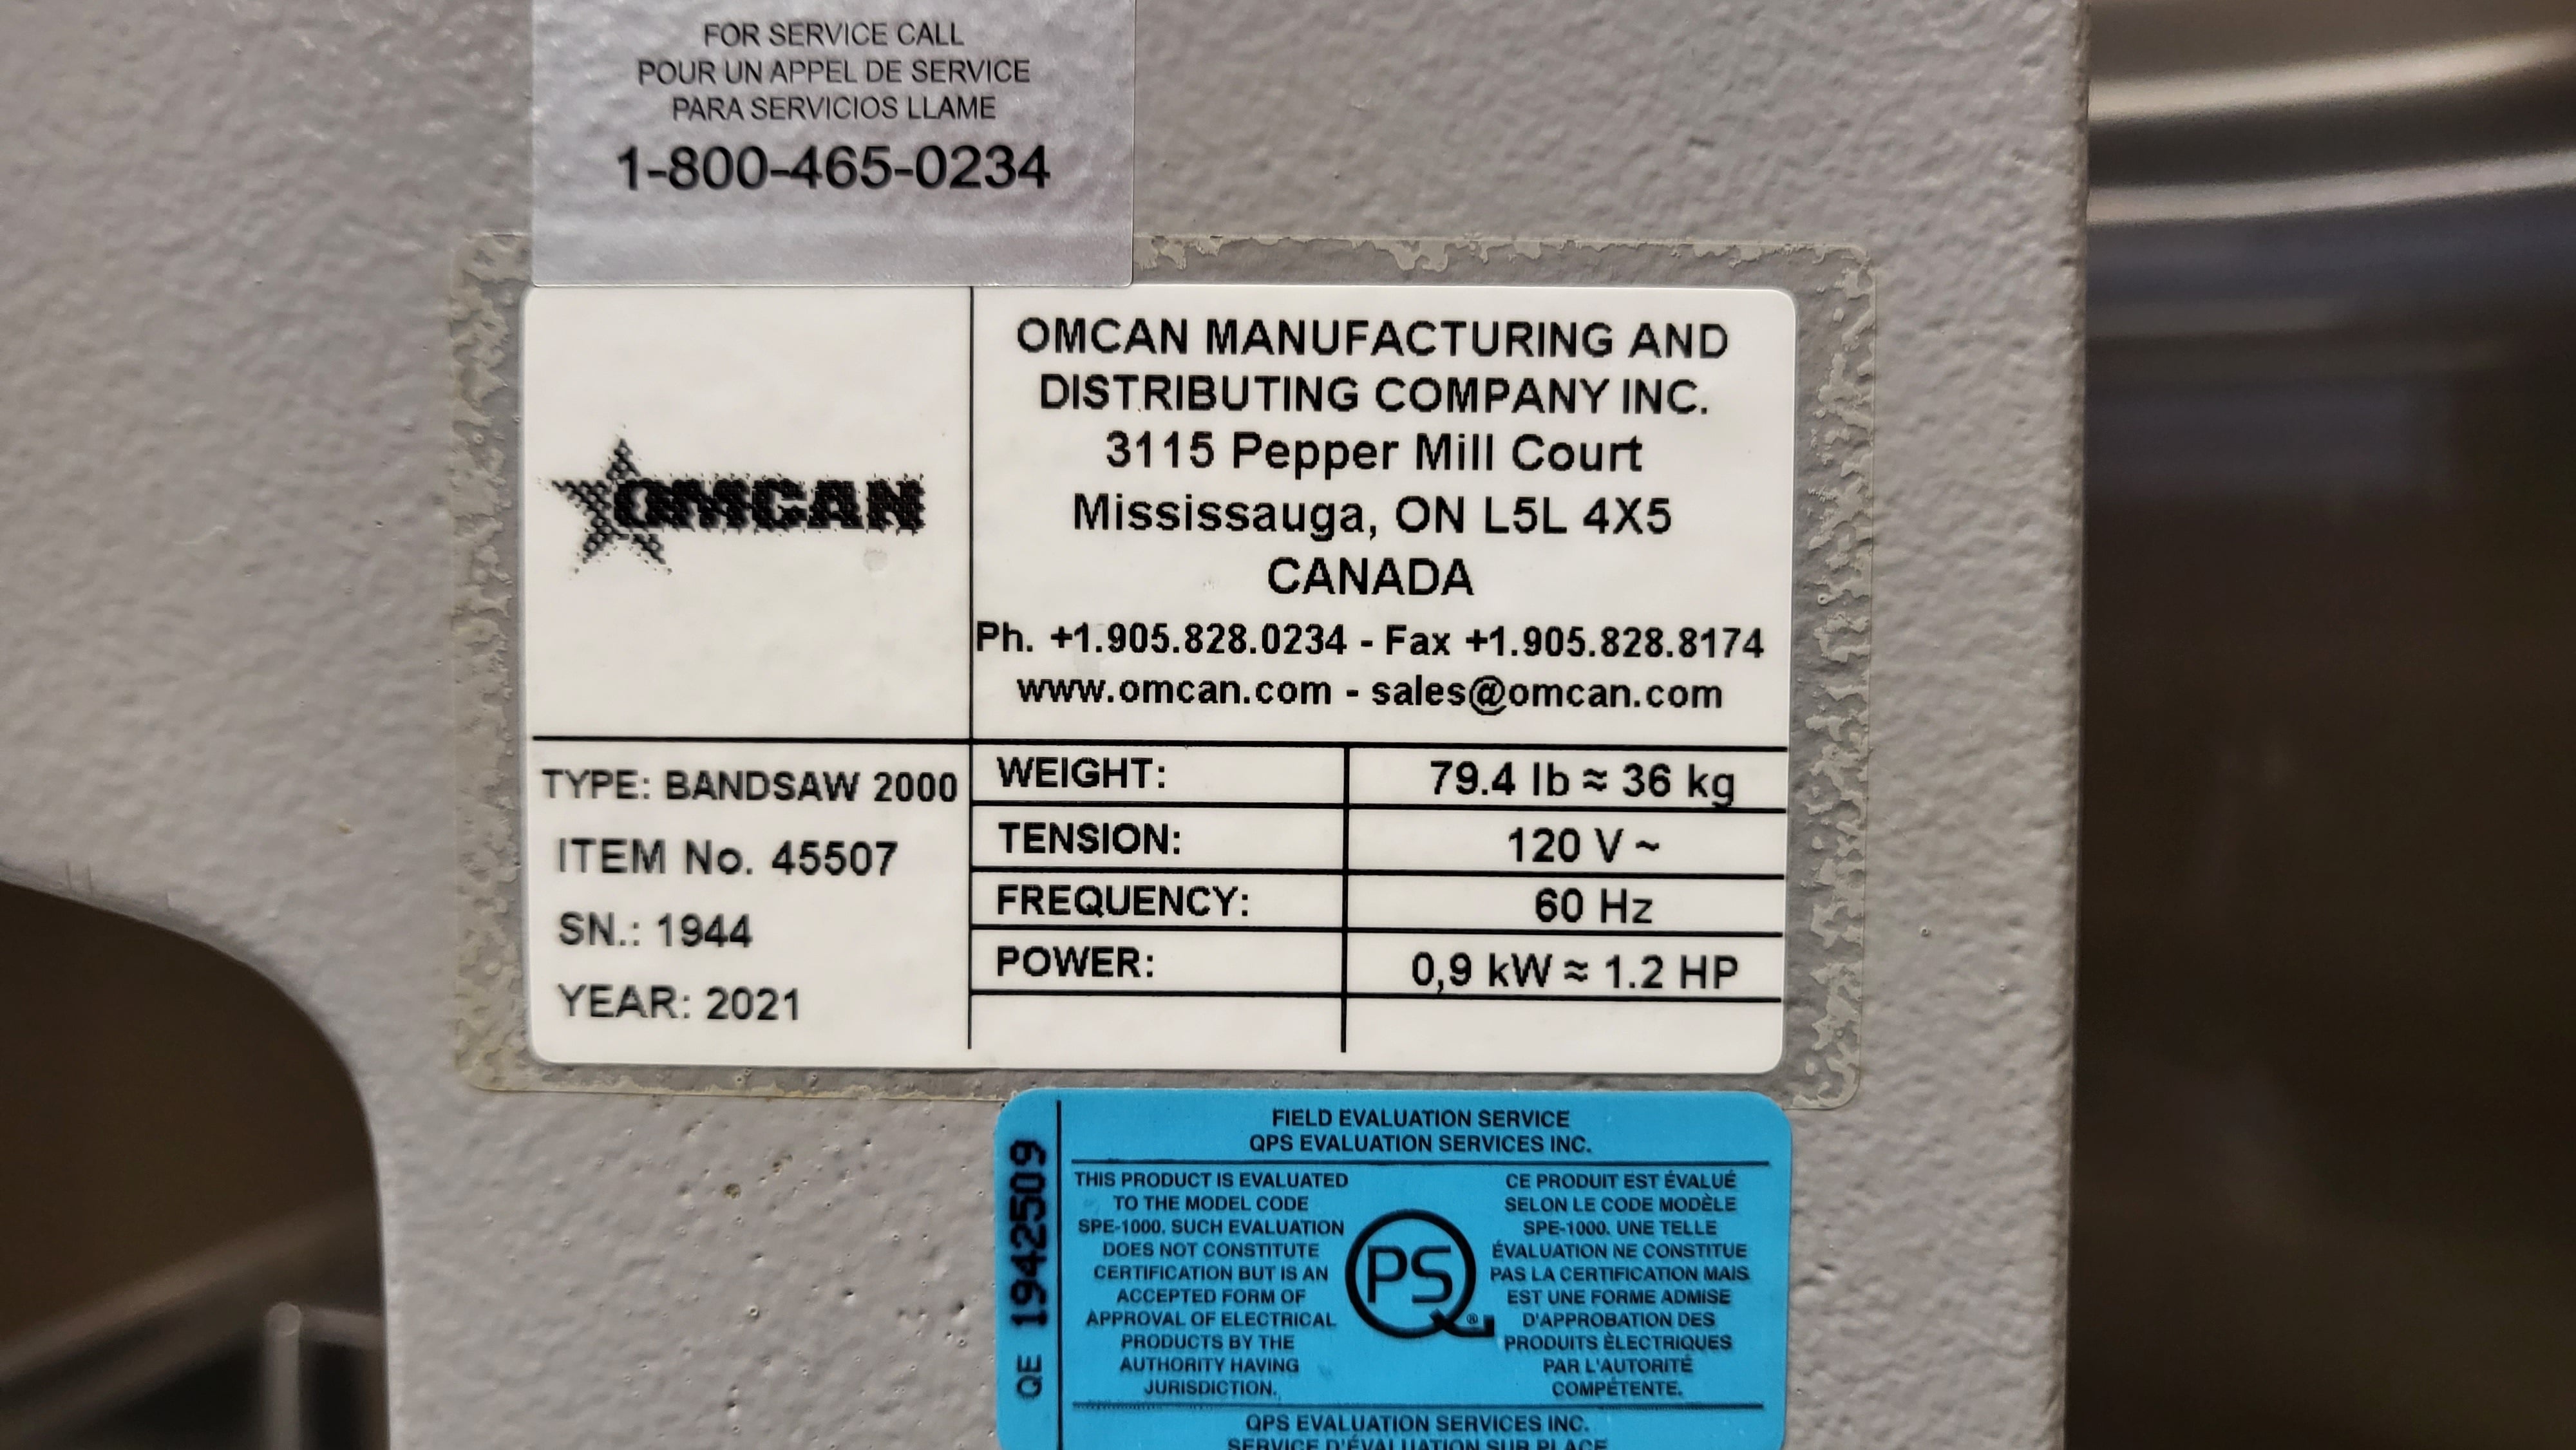 FOR SERVICE CALL
POUR UN APPEL DE SERVICE
PARA SERVICIOS LLAME
1-800-465-0234
OMCAN
OMCAN MANUFACTURING AND
DISTRIBUTING COMPANY INC.
3115 Pepper Mill Court
Mississauga, ON L5L 4X5
CANADA
Ph. +1.905.828.0234 - Fax +1.905.828.8174
www.omcan.com - sales@omcan.com
TYPE: BANDSAW 2000
ITEM No. 45507
SN.: 1944
YEAR: 2021
WEIGHT: 79.4 lb ≈ 36 kg
TENSION: 120 V ~
FREQUENCY: 60 Hz
POWER: 0,9 kW ≈ 1.2 HP
QE 1942509
FIELD EVALUATION SERVICE
QPS EVALUATION SERVICES INC.
THIS PRODUCT IS EVALUATED
TO THE MODEL CODE
SPE-1000. SUCH EVALUATION
DOES NOT CONSTITUTE
CERTIFICATION BUT IS AN
ACCEPTED FORM OF
APPROVAL OF ELECTRICAL
PRODUCTS BY THE
AUTHORITY HAVING
JURISDICTION.
QPS®
CE PRODUIT EST ÉVALUÉ
SELON LE CODE MODÈLE
SPE-1000. UNE TELLE
ÉVALUATION NE CONSTITUE
PAS LA CERTIFICATION MAIS
EST UNE FORME ADMISE
D'APPROBATION DES
PRODUITS ÈLECTRIQUES
PAR L'AUTORITÉ
COMPÉTENTE.
QPS EVALUATION SERVICES INC.
SERVICE D'ÉVALUATION SUR PLACE